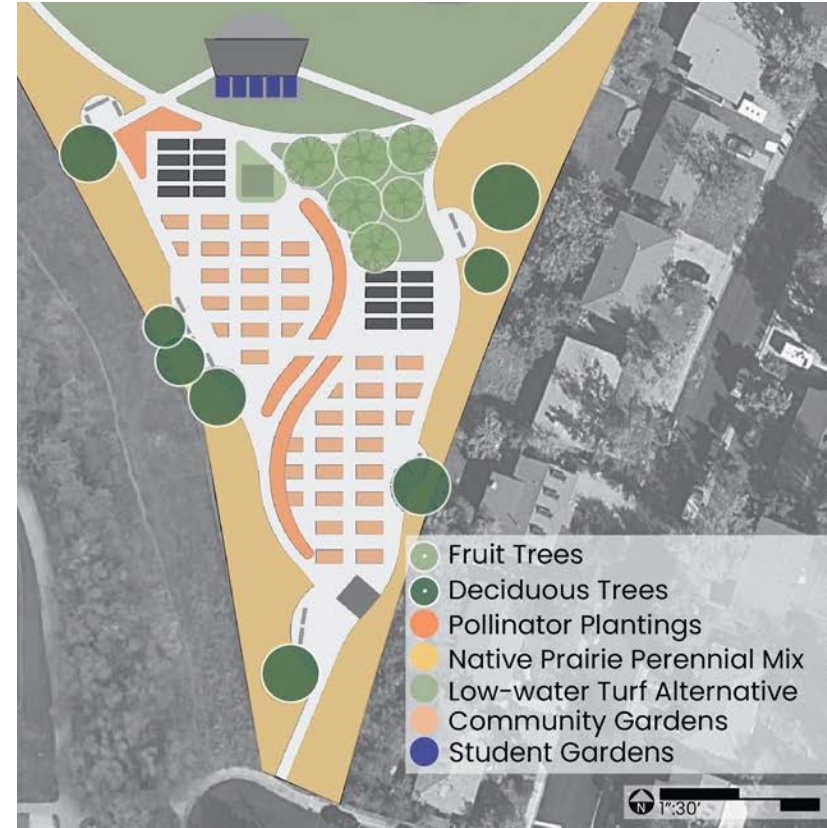 Fruit Trees
Deciduous Trees
Pollinator Plantings
Native Prairie Perennial Mix
Low-water Turf Alternative
Community Gardens
Student Gardens
N
1":30'